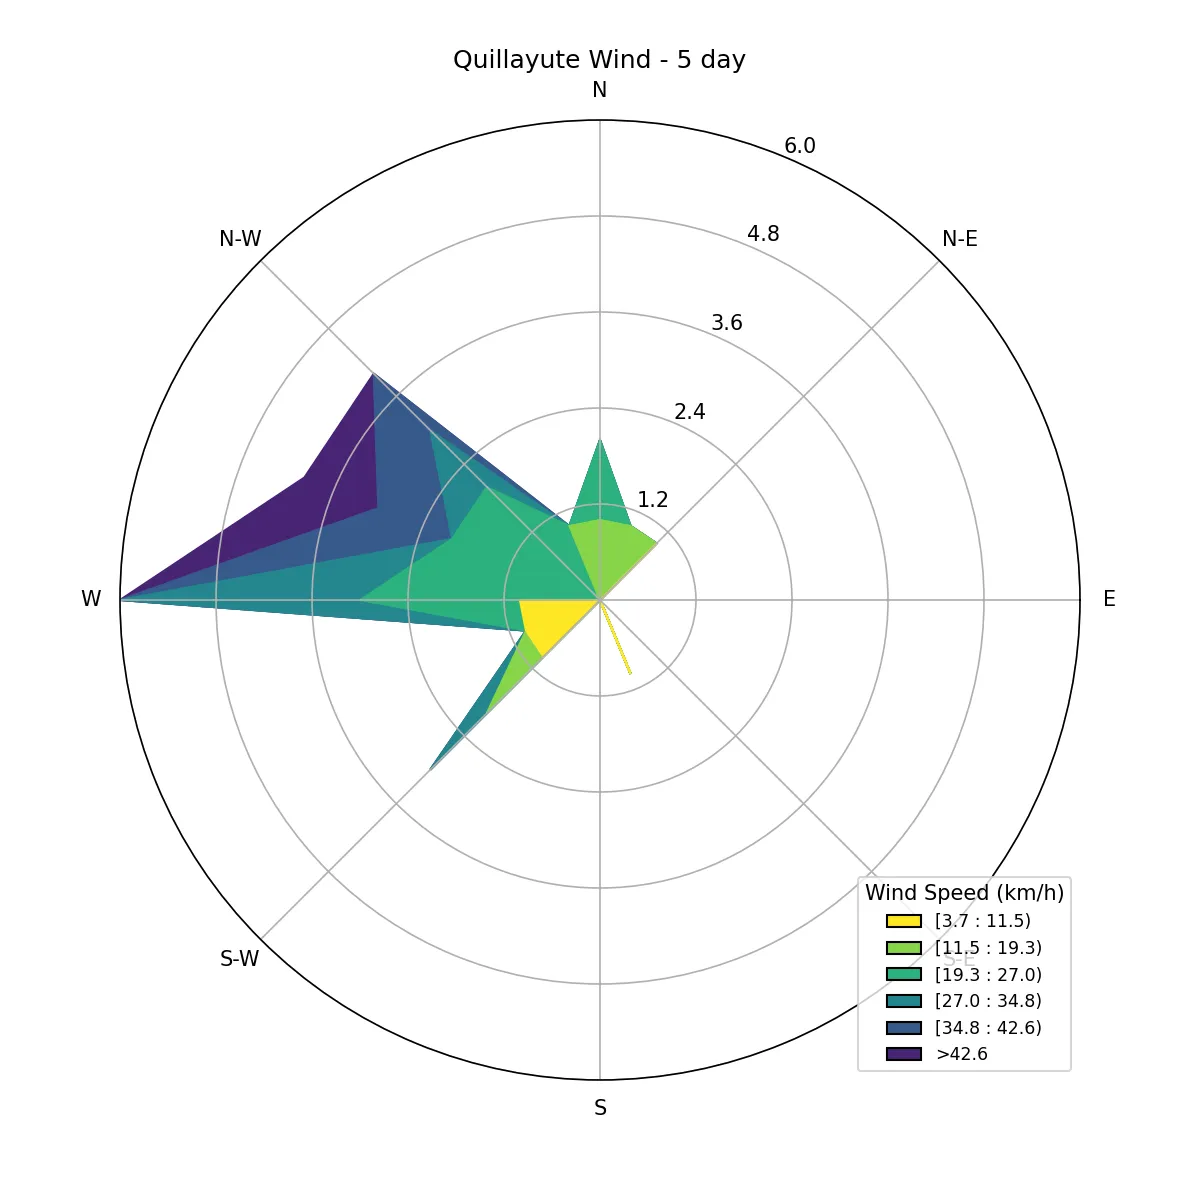 Quillayute Wind - 5 day
N
6.0
N-W
N-E
4.8
3.6
2.4
1.2
W
E
S-W
S-E
S
Wind Speed (km/h)
[3.7 : 11.5)
[11.5 : 19.3)
[19.3 : 27.0)
[27.0 : 34.8)
[34.8 : 42.6)
>42.6